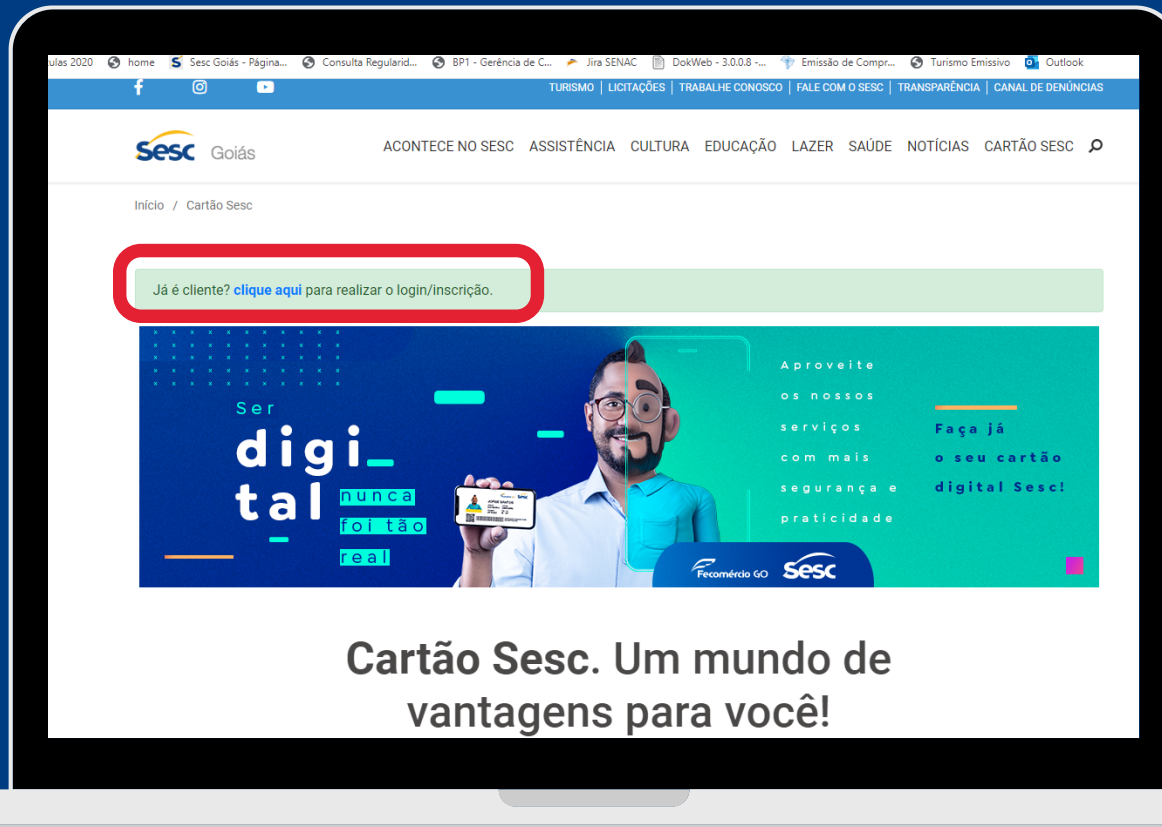 ulas 2020 home Sesc Goiás - Página... Consulta Regularid... BP1 - Gerência de C... Jira SENAC DokWeb - 3.0.0.8 -... Emissão de Compr... Turismo Emissivo Outlook
TURISMO | LICITAÇÕES | TRABALHE CONOSCO | FALE COM O SESC | TRANSPARÊNCIA | CANAL DE DENÚNCIAS
Sesc Goiás
ACONTECE NO SESC ASSISTÊNCIA CULTURA EDUCAÇÃO LAZER SAÚDE NOTÍCIAS CARTÃO SESC
Início / Cartão Sesc
Já é cliente? clique aqui para realizar o login/inscrição.
Ser
digi
tal
nunca
foi tão
real
Aproveite
os nossos
serviços
com mais
segurança e
praticidade
Faça já
o seu cartão
digital Sesc!
Fecomércio GO Sesc
Cartão Sesc. Um mundo de
vantagens para você!